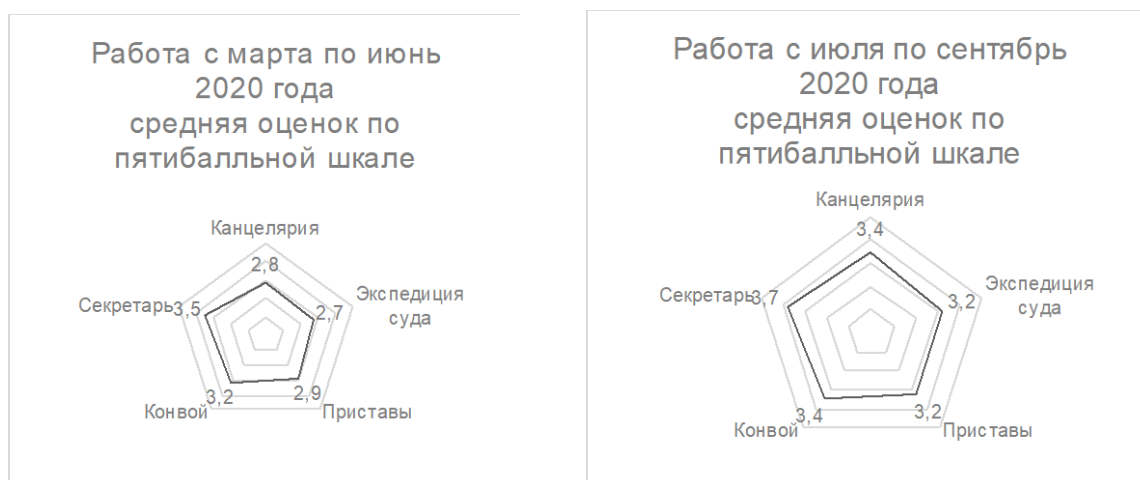 Работа с марта по июнь
2020 года
средняя оценок по
пятибалльной шкале
Канцелярия
2,8
Экспедиция
суда
2,7
Секретарь
3,5
Конвой
3,2
Приставы
2,9
Работа с июля по сентябрь
2020 года
средняя оценок по
пятибалльной шкале
Канцелярия
3,4
Экспедиция
суда
3,2
Секретарь
3,7
Конвой
3,4
Приставы
3,2